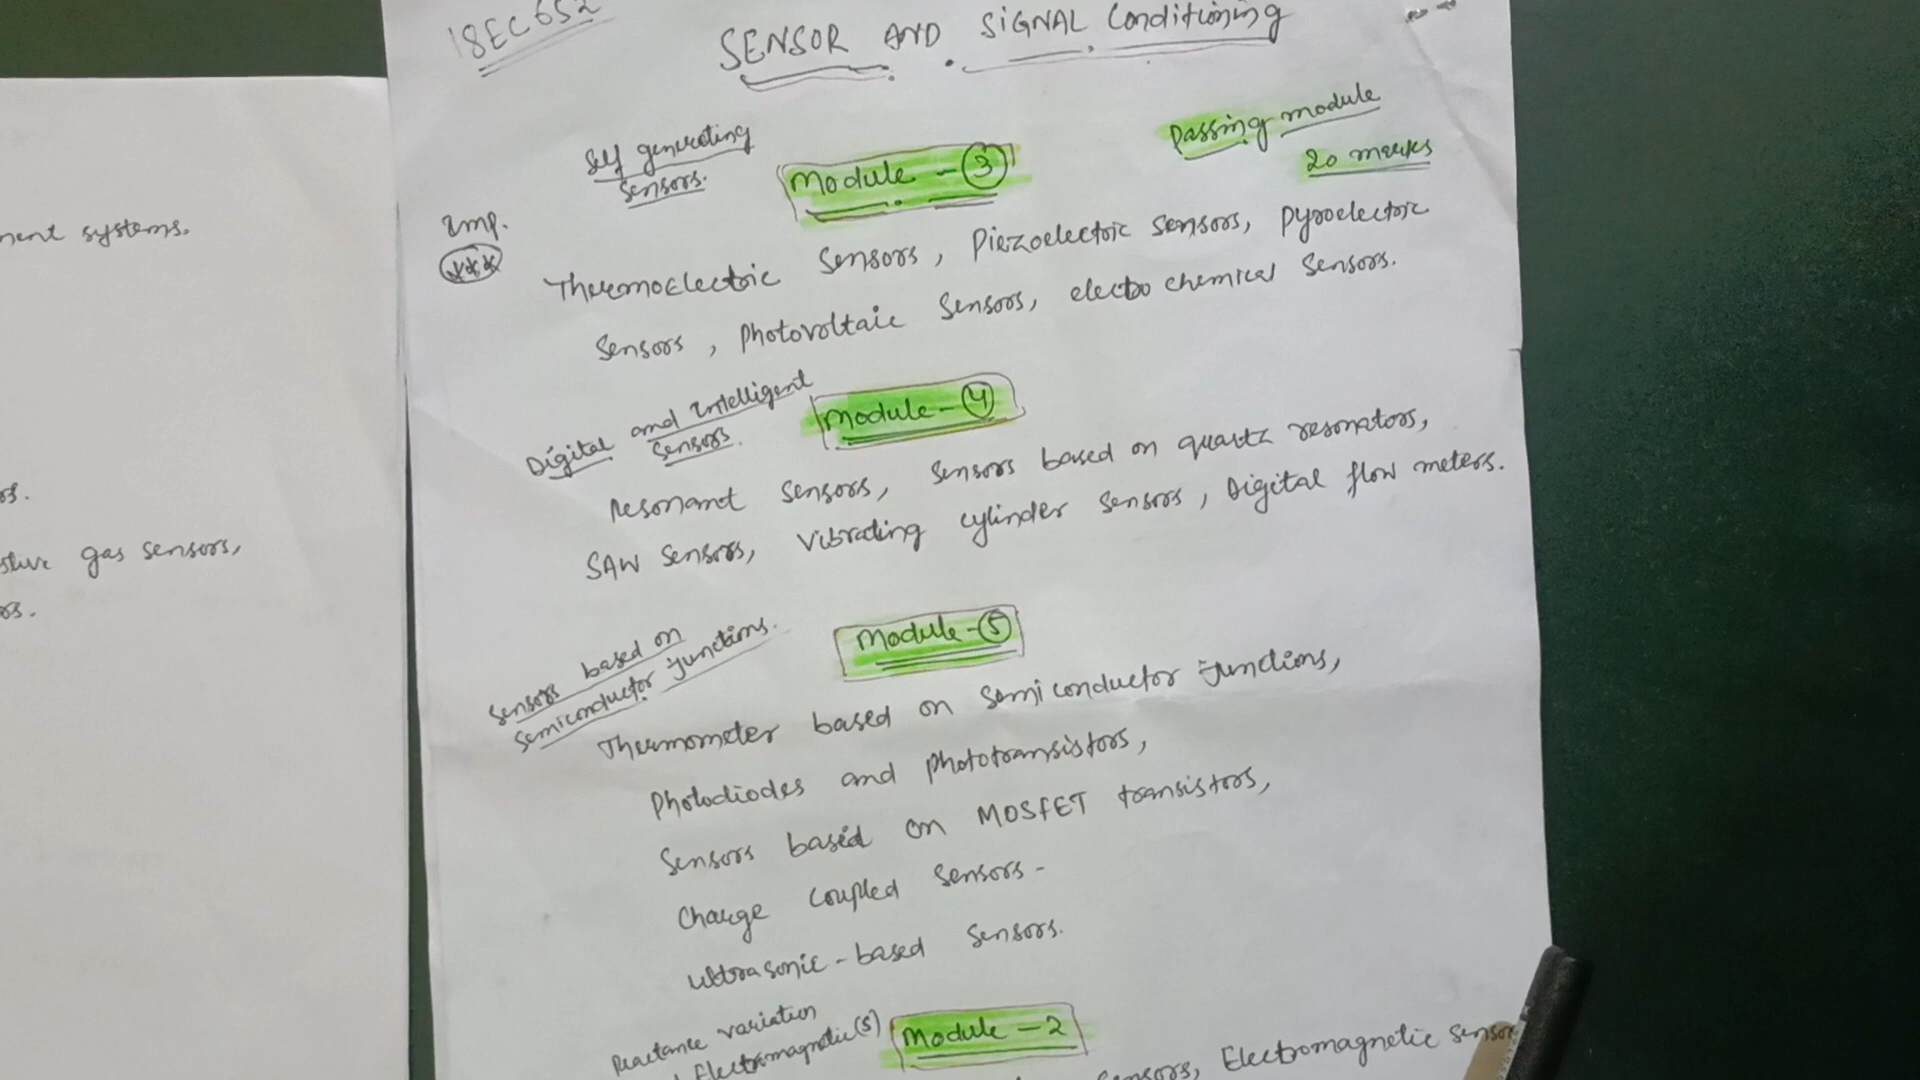 18EC652
SENSOR AND SIGNAL Conditioning
Self generating
Sensors.
Module - 3
Passing module
20 marks
Imp.
***
Thermoelectric Sensors, Piezoelectric Sensors, Pyroelectric
Sensors, Photovoltaic Sensors, electro chemical Sensors.
Digital and Intelligent
Sensors.
Module - 4
Resonant Sensors, Sensors based on quartz resonators,
SAW Sensors, Vibrating cylinder Sensors, Digital flow meters.
Sensors based on
Semiconductor junctions.
Module - 5
Thermometer based on Semiconductor junctions,
Photodiodes and phototransistors,
Sensors based on MOSFET transistors,
Charge coupled Sensors -
Ultrasonic - based Sensors.
Reactance variation
Electromagnetic (S)
Module - 2
Sensors, Electromagnetic Sensor
systems.
gas sensors,